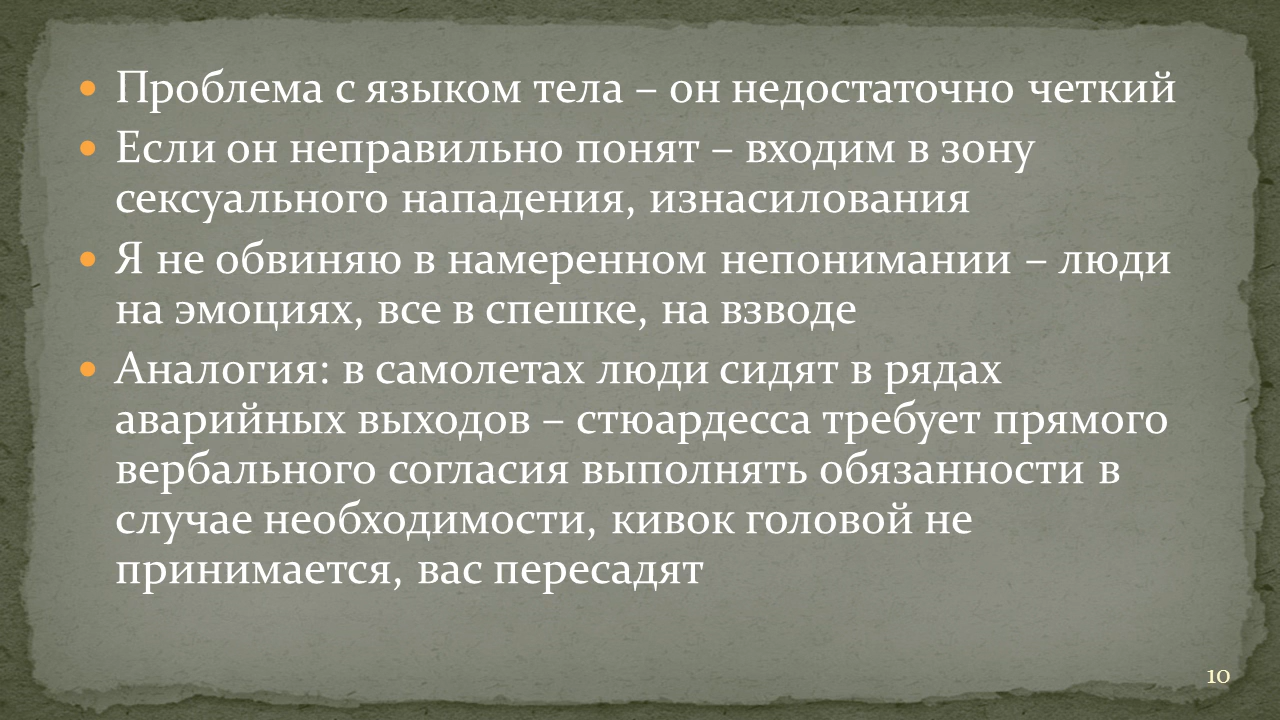 • Проблема с языком тела – он недостаточно четкий
• Если он неправильно понят – входим в зону
сексуального нападения, изнасилования
• Я не обвиняю в намеренном непонимании – люди
на эмоциях, все в спешке, на взводе
• Аналогия: в самолетах люди сидят в рядах
аварийных выходов – стюардесса требует прямого
вербального согласия выполнять обязанности в
случае необходимости, кивок головой не
принимается, вас пересадят
10